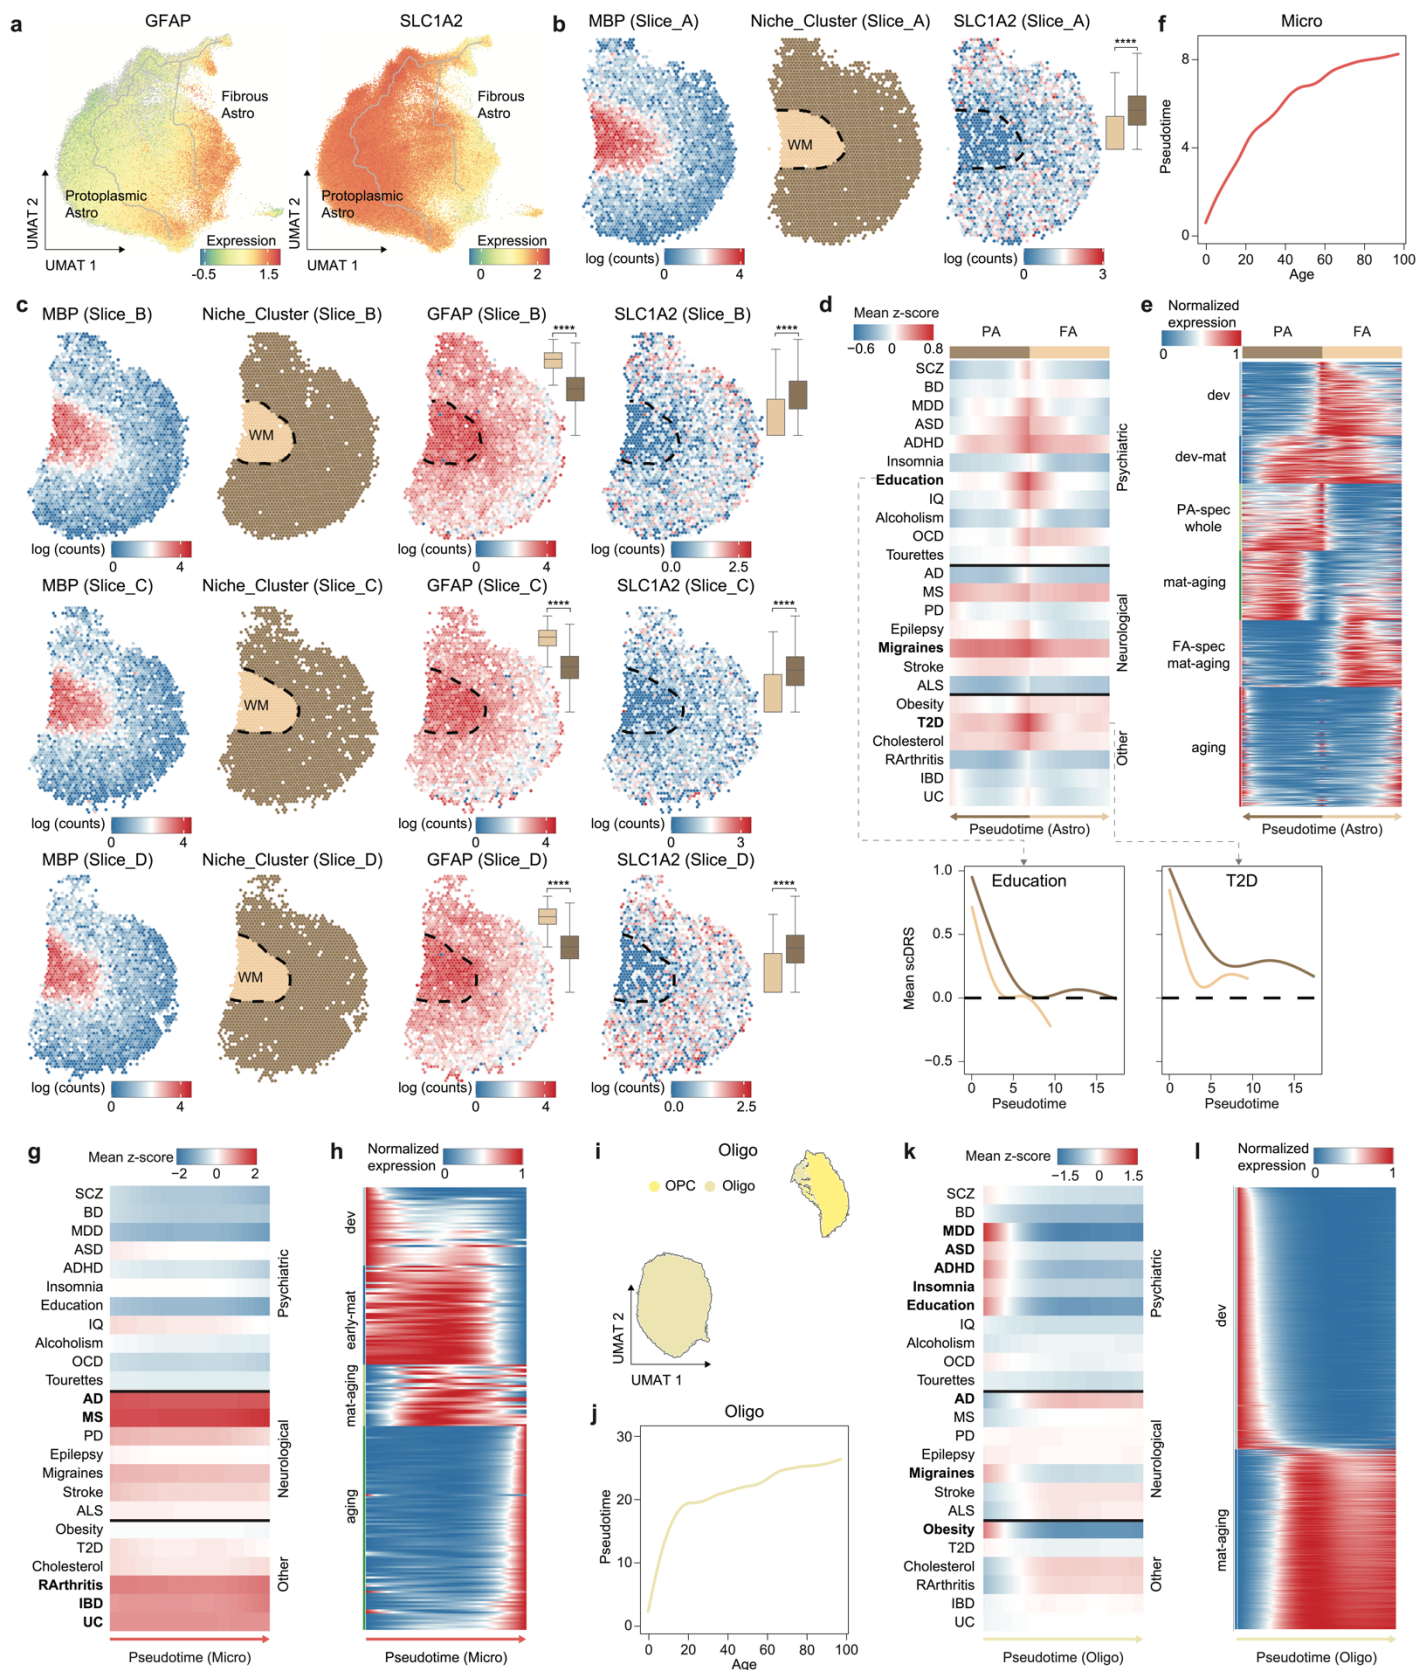 a
GFAP
SLC1A2
Fibrous
Astro
Fibrous
Astro
Protoplasmic
Astro
Protoplasmic
Astro
UMAT 2
UMAT 1
UMAT 2
UMAT 1
Expression
-0.5 1.5
Expression
0 2
b
MBP (Slice_A)
Niche_Cluster (Slice_A)
SLC1A2 (Slice_A)
****
WM
log (counts)
0 4
log (counts)
0 3
f
Micro
Pseudotime
8
4
0
0 20 40 60 80 100
Age
c
MBP (Slice_B)
Niche_Cluster (Slice_B)
GFAP (Slice_B)
SLC1A2 (Slice_B)
****
****
WM
log (counts)
0 4
log (counts)
0 4
log (counts)
0.0 2.5
MBP (Slice_C)
Niche_Cluster (Slice_C)
GFAP (Slice_C)
SLC1A2 (Slice_C)
****
****
WM
log (counts)
0 4
log (counts)
0 4
log (counts)
0 3
MBP (Slice_D)
Niche_Cluster (Slice_D)
GFAP (Slice_D)
SLC1A2 (Slice_D)
****
****
WM
log (counts)
0 4
log (counts)
0 4
log (counts)
0.0 2.5
d
Mean z-score
−0.6 0 0.8
PA FA
SCZ
BD
MDD
ASD
ADHD
Insomnia
Education
IQ
Alcoholism
OCD
Tourettes
AD
MS
PD
Epilepsy
Migraines
Stroke
ALS
Obesity
T2D
Cholesterol
RArthritis
IBD
UC
Psychiatric
Neurological
Other
Pseudotime (Astro)
e
Normalized
expression
0 1
PA FA
dev
dev-mat
PA-spec
whole
mat-aging
FA-spec
mat-aging
aging
Pseudotime (Astro)
Education
Mean scDRS
1.0
0.5
0.0
−0.5
0 5 10 15
Pseudotime
T2D
0 5 10 15
Pseudotime
g
Mean z-score
−2 0 2
SCZ
BD
MDD
ASD
ADHD
Insomnia
Education
IQ
Alcoholism
OCD
Tourettes
AD
MS
PD
Epilepsy
Migraines
Stroke
ALS
Obesity
T2D
Cholesterol
RArthritis
IBD
UC
Psychiatric
Neurological
Other
Pseudotime (Micro)
h
Normalized
expression
0 1
dev
early-mat
mat-aging
aging
Pseudotime (Micro)
i
Oligo
OPC Oligo
UMAT 2
UMAT 1
j
Oligo
Pseudotime
30
20
10
0
0 20 40 60 80 100
Age
k
Mean z-score
−1.5 0 1.5
SCZ
BD
MDD
ASD
ADHD
Insomnia
Education
IQ
Alcoholism
OCD
Tourettes
AD
MS
PD
Epilepsy
Migraines
Stroke
ALS
Obesity
T2D
Cholesterol
RArthritis
IBD
UC
Psychiatric
Neurological
Other
Pseudotime (Oligo)
l
Normalized
expression
0 1
dev
mat-aging
Pseudotime (Oligo)